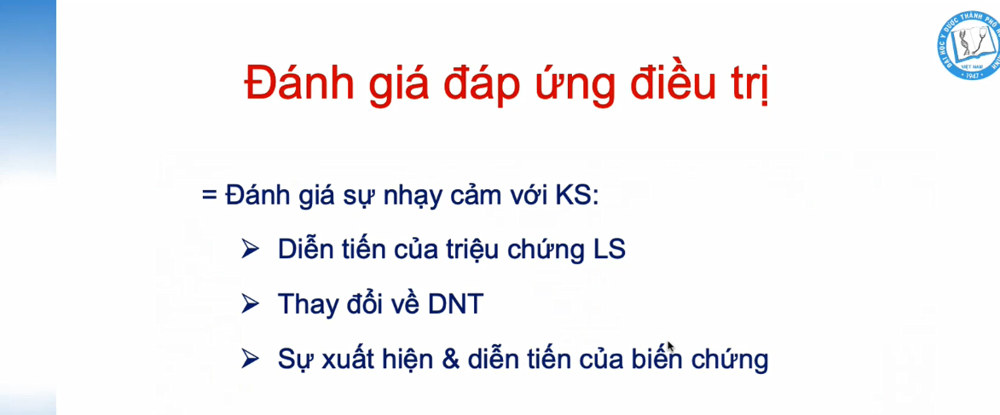 ĐẠI HỌC Y DƯỢC THÀNH PHỐ
VIỆT NAM
1947
Đánh giá đáp ứng điều trị
= Đánh giá sự nhạy cảm với KS:
➢ Diễn tiến của triệu chứng LS
➢ Thay đổi về DNT
➢ Sự xuất hiện & diễn tiến của biến chứng